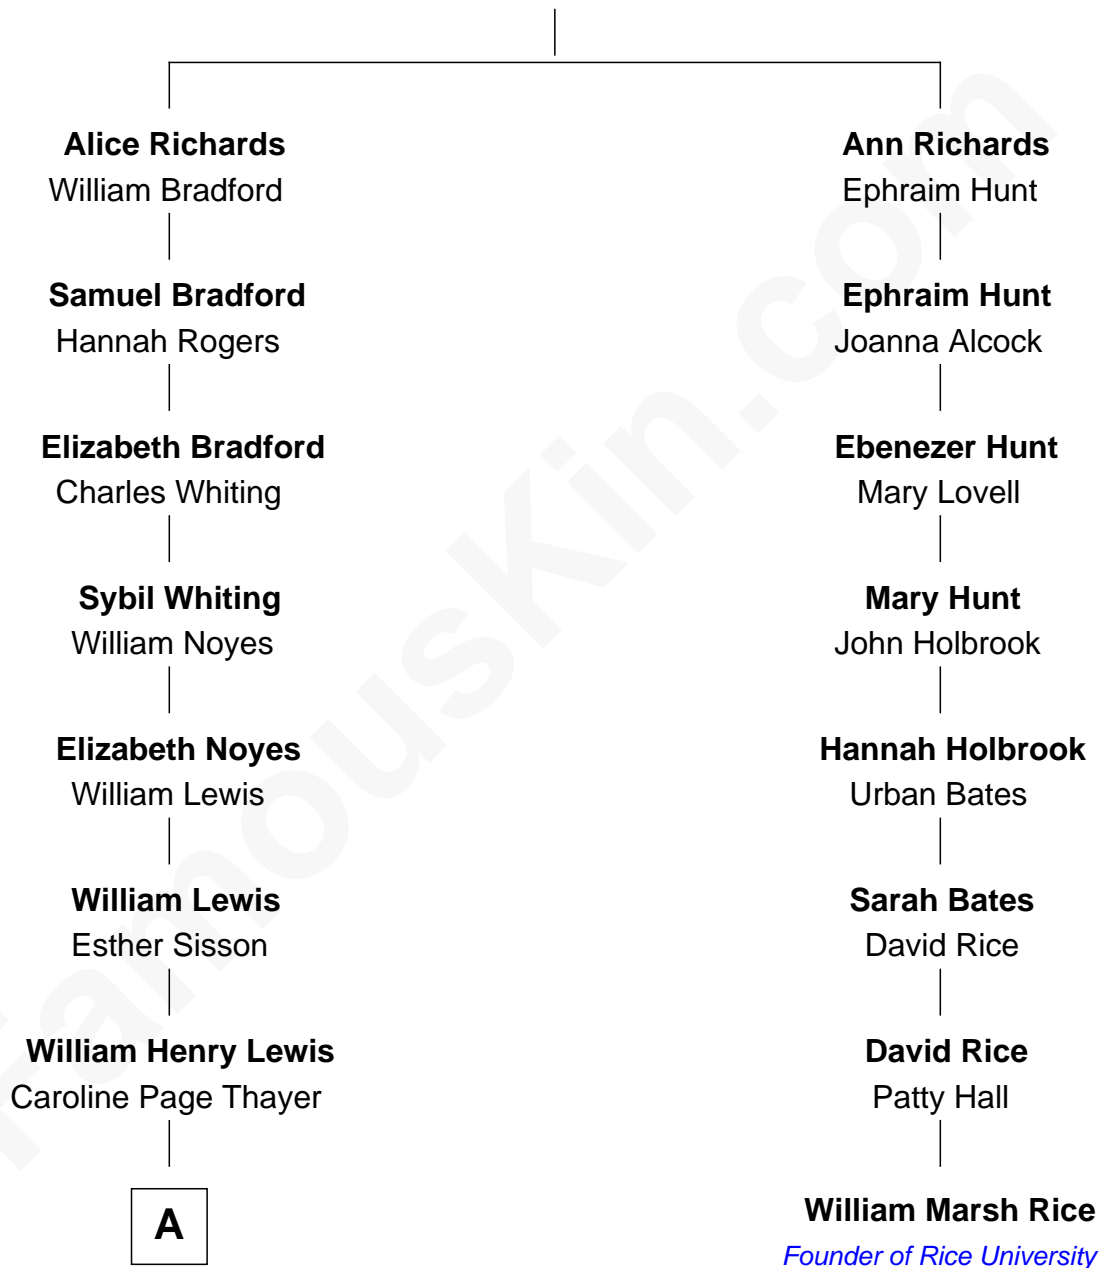 Alice Richards
William Bradford
Ann Richards
Ephraim Hunt
Samuel Bradford
Hannah Rogers
Ephraim Hunt
Joanna Alcock
Elizabeth Bradford
Charles Whiting
Ebenezer Hunt
Mary Lovell
Sybil Whiting
William Noyes
Mary Hunt
John Holbrook
Elizabeth Noyes
William Lewis
Hannah Holbrook
Urban Bates
William Lewis
Esther Sisson
Sarah Bates
David Rice
William Henry Lewis
Caroline Page Thayer
David Rice
Patty Hall
A
William Marsh Rice
Founder of Rice University
FamousKin.com